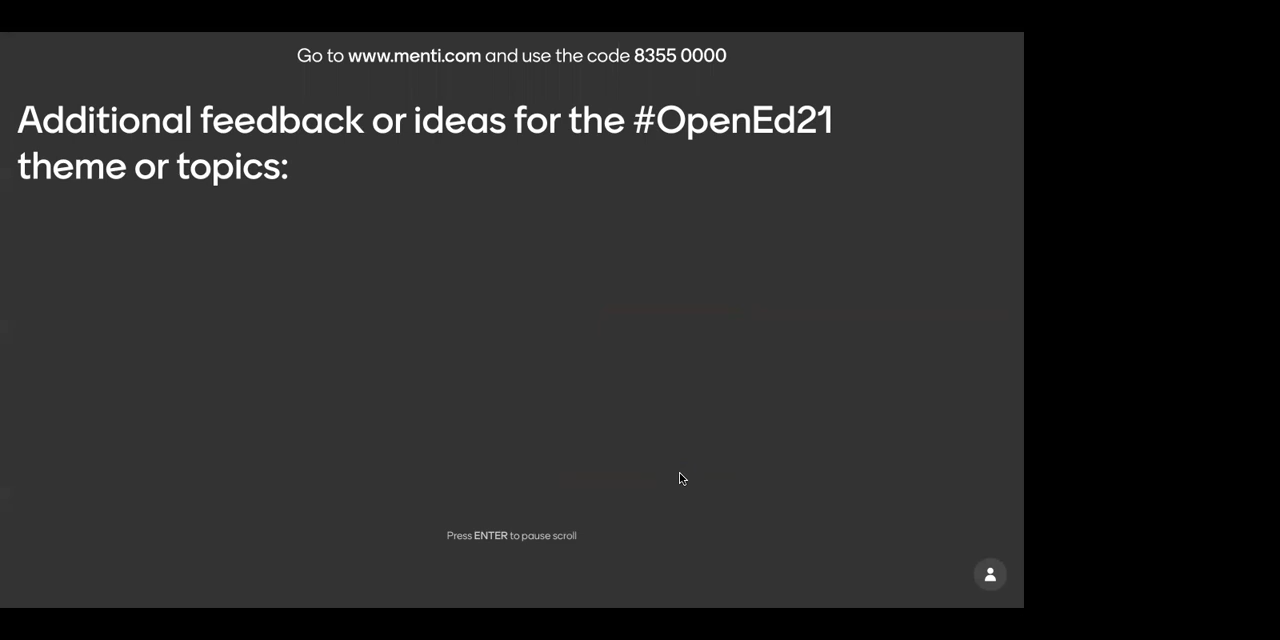 Go to www.menti.com and use the code 8355 0000
Additional feedback or ideas for the #OpenEd21
theme or topics:
Press ENTER to pause scroll